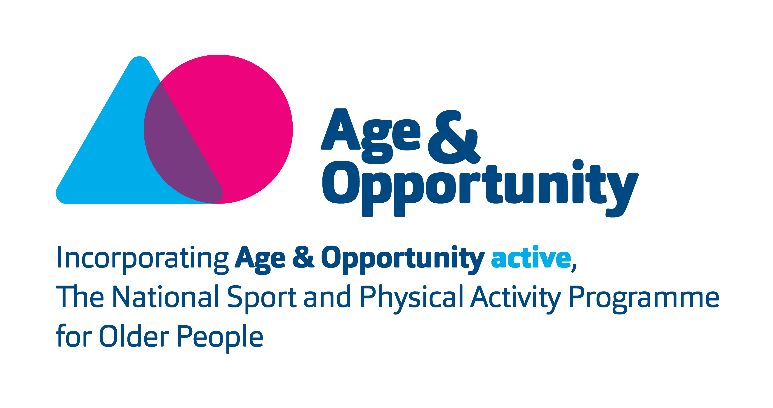 Age &
Opportunity
Incorporating Age & Opportunity active,
The National Sport and Physical Activity Programme
for Older People